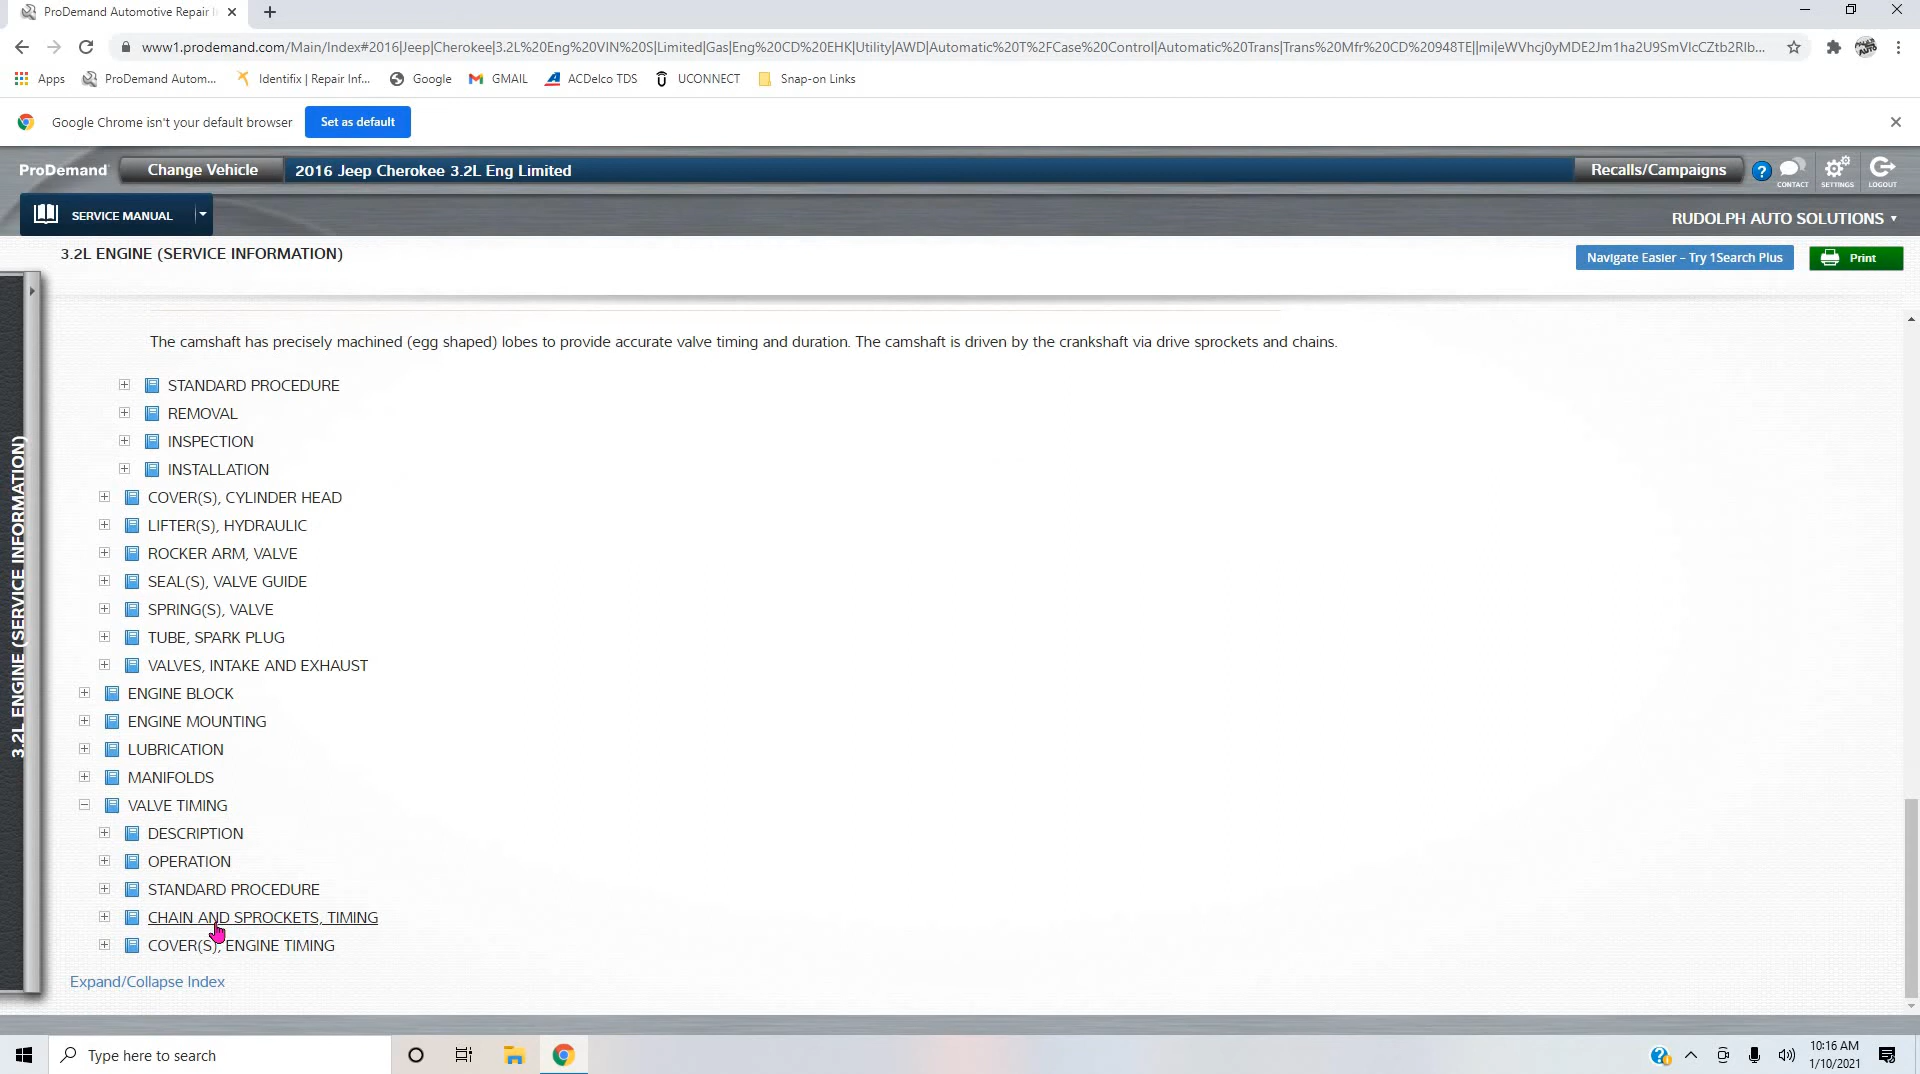 ProDemand Automotive Repair I
www1.prodemand.com/Main/Index#2016|Jeep|Cherokee|3.2L%20Eng%20VIN%20S|Limited|Gas|Eng%20CD%20EHK|Utility|AWD|Automatic%20T%2FCase%20Control|Automatic%20Trans|Trans%20Mfr%20CD%20948TE||mi|
Apps ProDemand Autom... Identifix | Repair Inf... Google GMAIL ACDelco TDS UCONNECT Snap-on Links
Google Chrome isn't your default browser Set as default
ProDemand Change Vehicle 2016 Jeep Cherokee 3.2L Eng Limited Recalls/Campaigns ? CONTACT SETTINGS LOGOUT
SERVICE MANUAL RUDOLPH AUTO SOLUTIONS
3.2L ENGINE (SERVICE INFORMATION) Navigate Easier - Try 1Search Plus Print
3.2L ENGINE (SERVICE INFORMATION)
The camshaft has precisely machined (egg shaped) lobes to provide accurate valve timing and duration. The camshaft is driven by the crankshaft via drive sprockets and chains.
STANDARD PROCEDURE
REMOVAL
INSPECTION
INSTALLATION
COVER(S), CYLINDER HEAD
LIFTER(S), HYDRAULIC
ROCKER ARM, VALVE
SEAL(S), VALVE GUIDE
SPRING(S), VALVE
TUBE, SPARK PLUG
VALVES, INTAKE AND EXHAUST
ENGINE BLOCK
ENGINE MOUNTING
LUBRICATION
MANIFOLDS
VALVE TIMING
DESCRIPTION
OPERATION
STANDARD PROCEDURE
CHAIN AND SPROCKETS, TIMING
COVER(S), ENGINE TIMING
Expand/Collapse Index
Type here to search
10:16 AM
1/10/2021